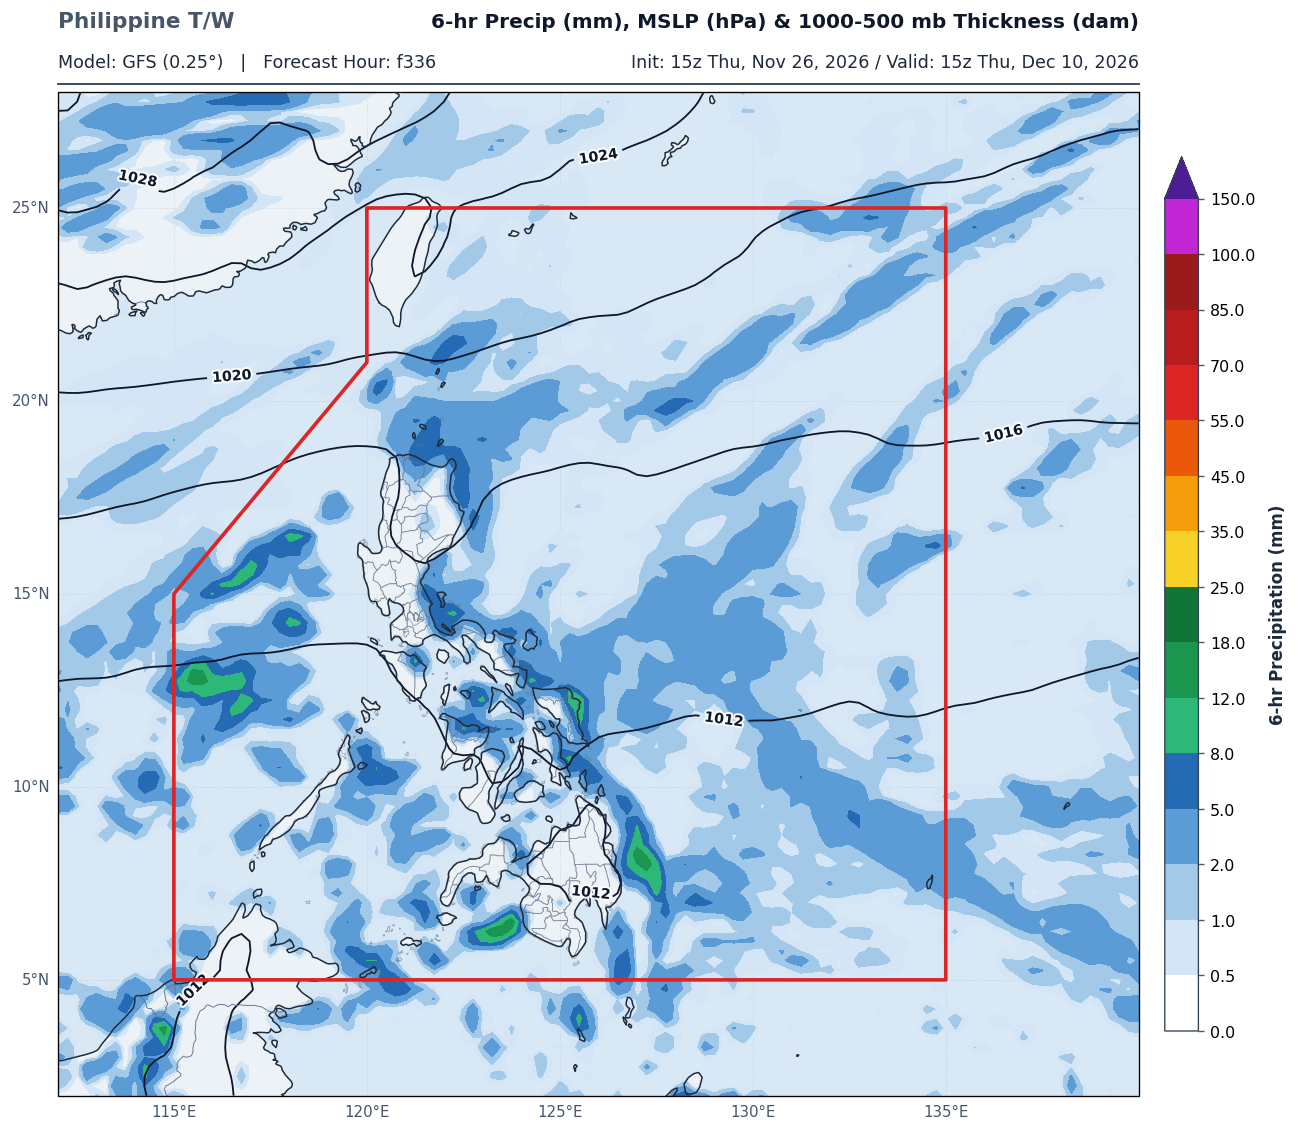 Philippine T/W
6-hr Precip (mm), MSLP (hPa) & 1000-500 mb Thickness (dam)
Model: GFS (0.25°) | Forecast Hour: f336
Init: 15z Thu, Nov 26, 2026 / Valid: 15z Thu, Dec 10, 2026
1024
1028
1020
1016
1012
1012
1012
25°N
20°N
15°N
10°N
5°N
115°E
120°E
125°E
130°E
135°E
150.0
100.0
85.0
70.0
55.0
45.0
35.0
25.0
18.0
12.0
8.0
5.0
2.0
1.0
0.5
0.0
6-hr Precipitation (mm)